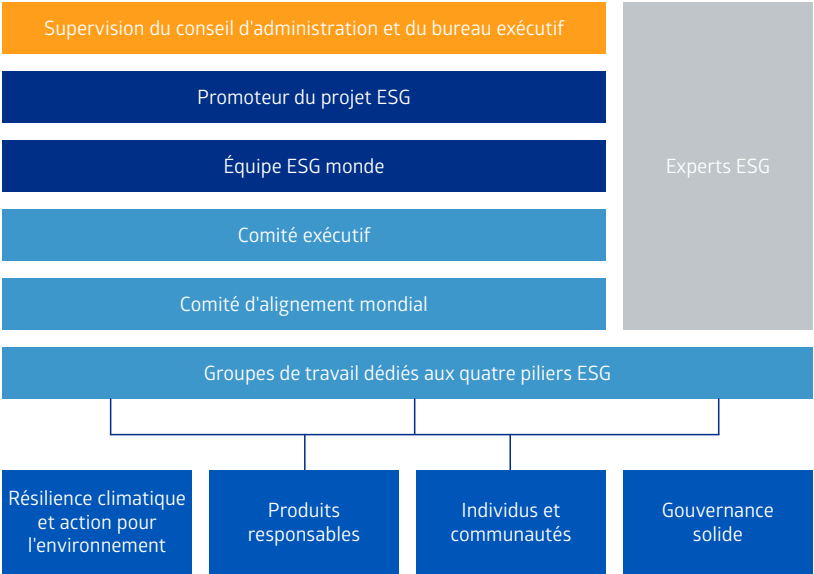 Supervision du conseil d'administration et du bureau exécutif
Promoteur du projet ESG
Équipe ESG monde
Experts ESG
Comité exécutif
Comité d'alignement mondial
Groupes de travail dédiés aux quatre piliers ESG
Résilience climatique
et action pour
l'environnement
Produits
responsables
Individus et
communautés
Gouvernance
solide